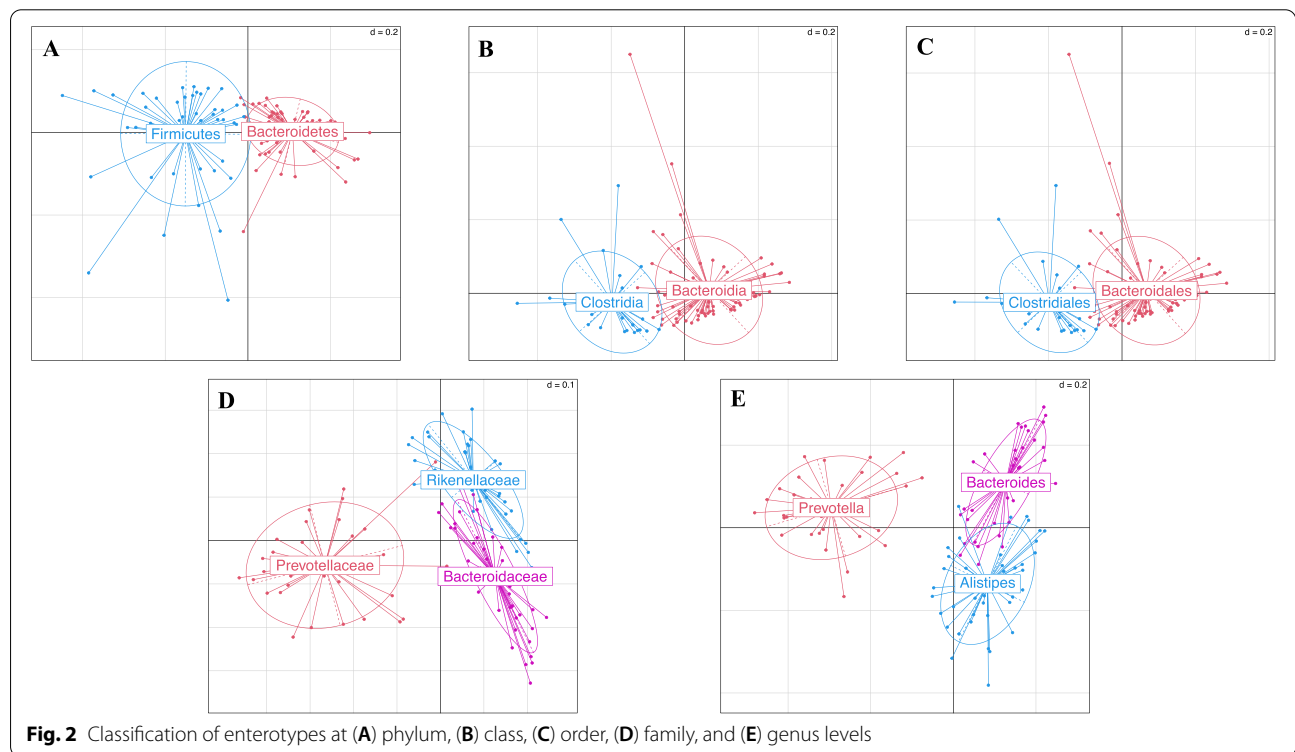 A
d = 0.2
Firmicutes
Bacteroidetes
B
d = 0.2
Clostridia
Bacteroidia
C
d = 0.2
Clostridiales
Bacteroidales
D
d = 0.1
Rikenellaceae
Prevotellaceae
Bacteroidaceae
E
d = 0.2
Bacteroides
Prevotella
Alistipes
Fig. 2 Classification of enterotypes at (A) phylum, (B) class, (C) order, (D) family, and (E) genus levels